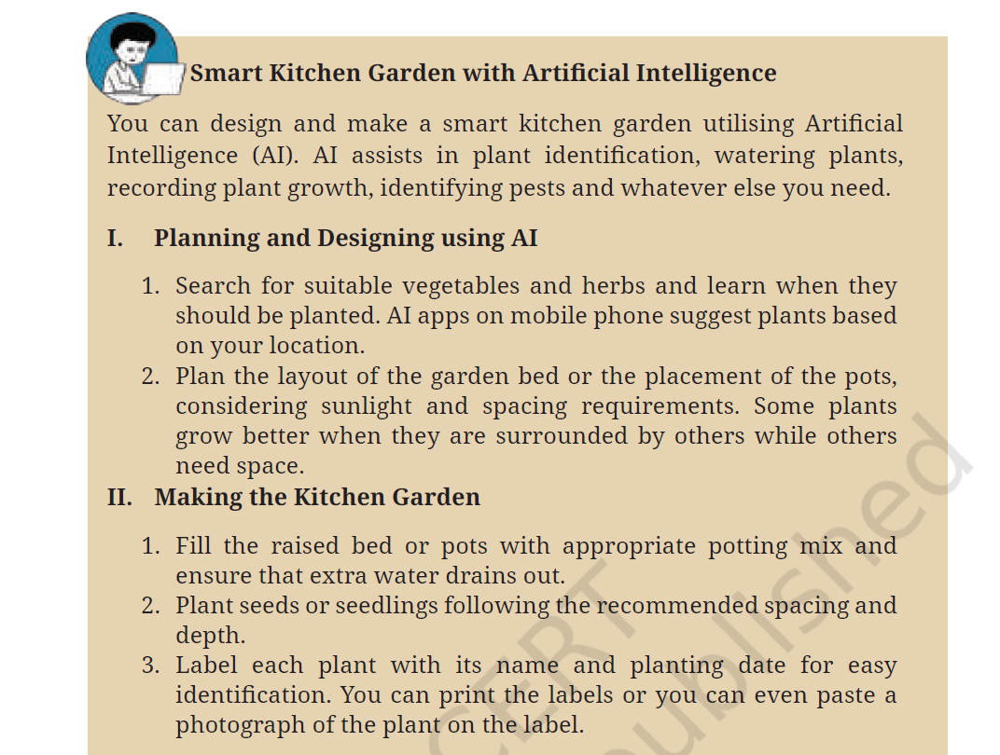 Smart Kitchen Garden with Artificial Intelligence
You can design and make a smart kitchen garden utilising Artificial
Intelligence (AI). AI assists in plant identification, watering plants,
recording plant growth, identifying pests and whatever else you need.
I. Planning and Designing using AI
1. Search for suitable vegetables and herbs and learn when they
should be planted. AI apps on mobile phone suggest plants based
on your location.
2. Plan the layout of the garden bed or the placement of the pots,
considering sunlight and spacing requirements. Some plants
grow better when they are surrounded by others while others
need space.
II. Making the Kitchen Garden
1. Fill the raised bed or pots with appropriate potting mix and
ensure that extra water drains out.
2. Plant seeds or seedlings following the recommended spacing and
depth.
3. Label each plant with its name and planting date for easy
identification. You can print the labels or you can even paste a
photograph of the plant on the label.